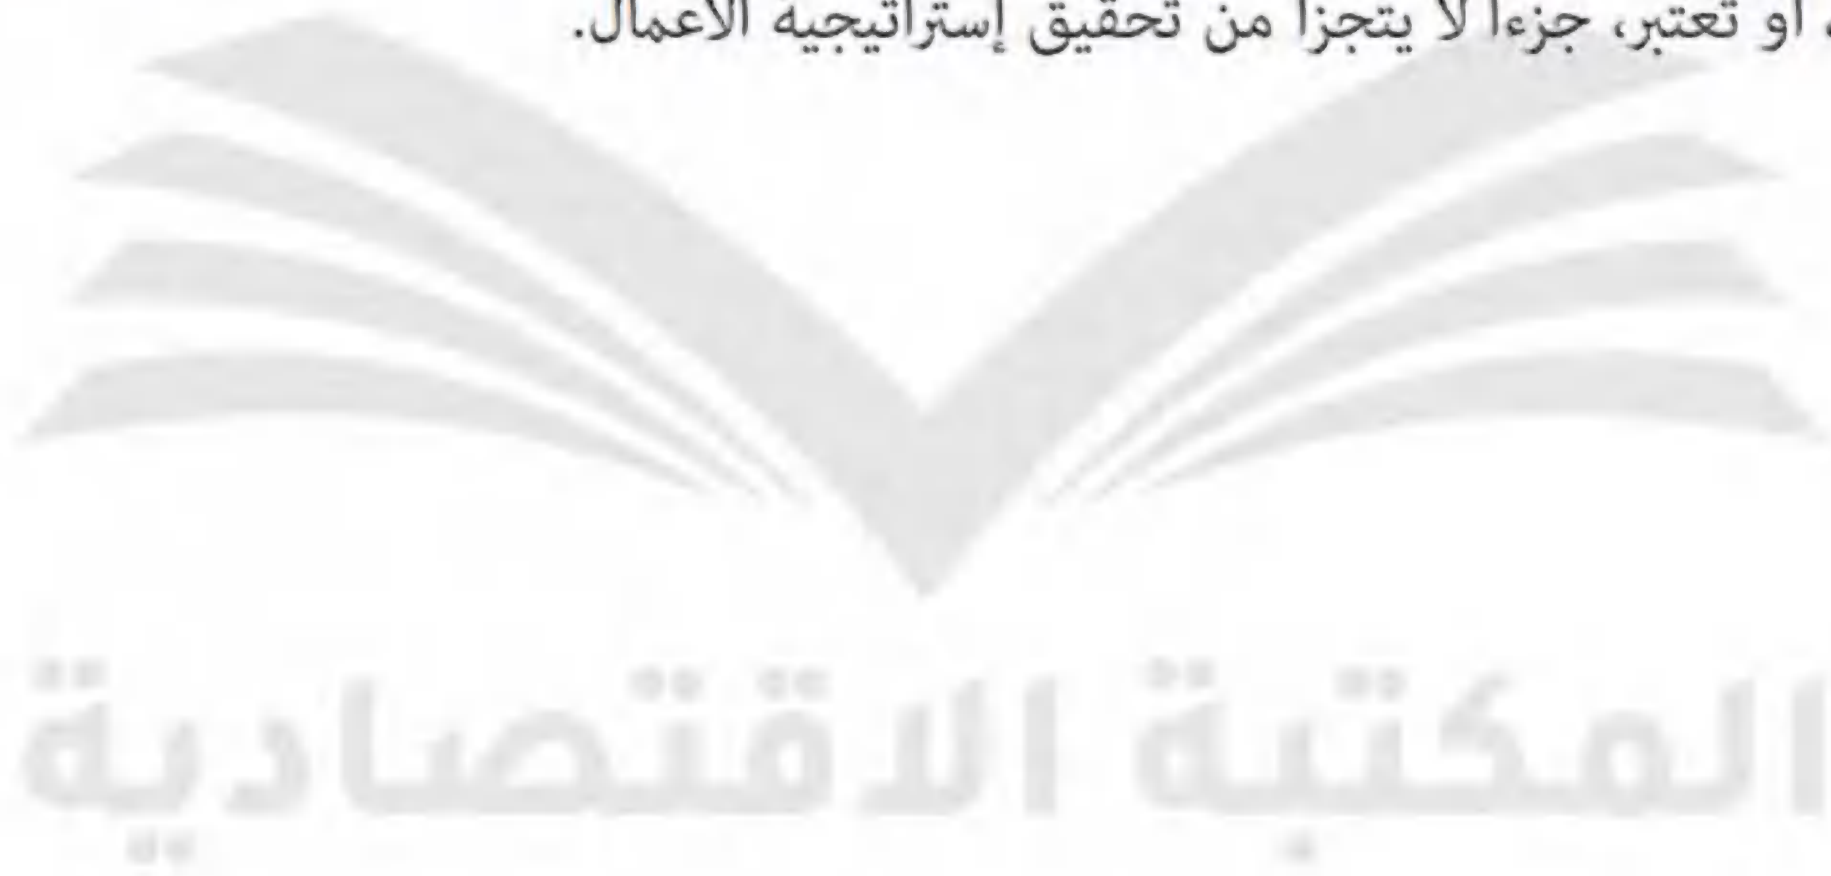 ، أو تعتبر، جزءاً لا يتجزأ من تحقيق إستراتيجية الأعمال.
المكتبة الاقتصادية